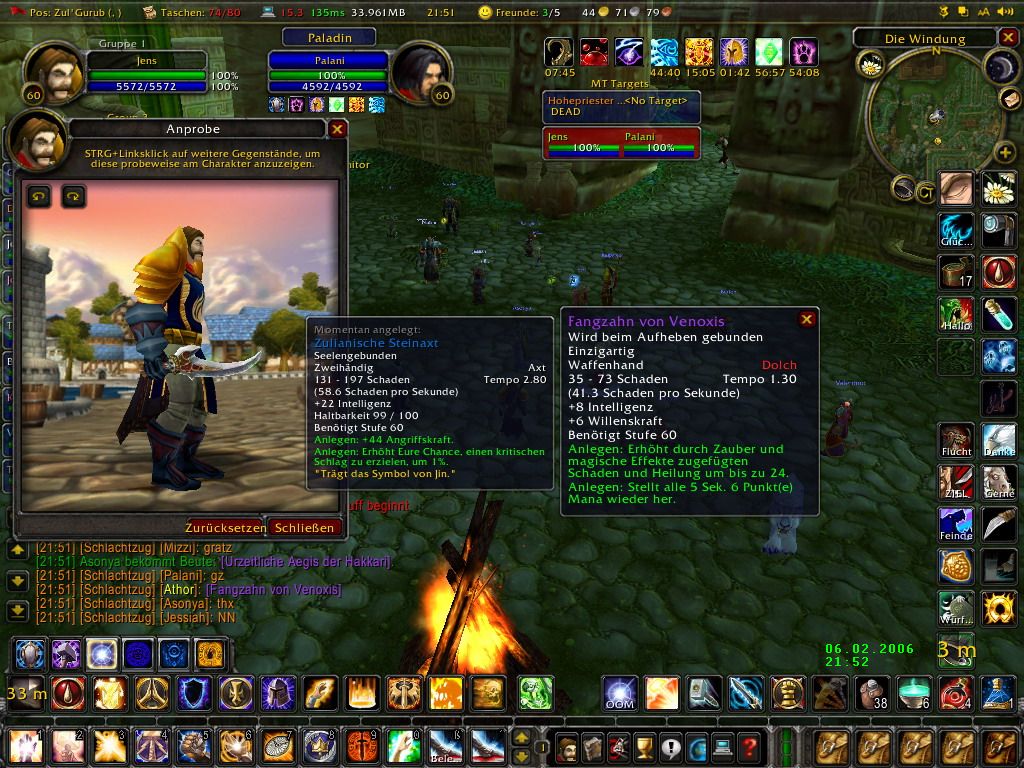 Pos: Zul'Gurub (, ) Taschen: 74/80 15.3 135ms 33.961MB 21:51 Freunde: 3/5 44 71 79
Gruppe 1
Jens
100%
5572/5572 100%
60
Paladin
Palani
100%
4592/4592
60
07:45 44:40 15:05 01:42 56:57 54:08
MT Targets
Hohepriester ...<No Target>
DEAD
Jens Palani
100% 100%
Die Windung
N
Anprobe
STRG+Linksklick auf weitere Gegenstände, um
diese probeweise am Charakter anzuzeigen.
Zurücksetzen Schließen
Momentan angelegt:
Zulianische Steinaxt
Seelengebunden
Zweihändig Axt
131 - 197 Schaden Tempo 2.80
(58.6 Schaden pro Sekunde)
+22 Intelligenz
Haltbarkeit 99 / 100
Benötigt Stufe 60
Anlegen: +44 Angriffskraft.
Anlegen: Erhöht Eure Chance, einen kritischen
Schlag zu erzielen, um 1%.
"Trägt das Symbol von Jin."
Fangzahn von Venoxis
Wird beim Aufheben gebunden
Einzigartig
Waffenhand Dolch
35 - 73 Schaden Tempo 1.30
(41.3 Schaden pro Sekunde)
+8 Intelligenz
+6 Willenskraft
Benötigt Stufe 60
Anlegen: Erhöht durch Zauber und
magische Effekte zugefügten
Schaden und Heilung um bis zu 24.
Anlegen: Stellt alle 5 Sek. 6 Punkt(e)
Mana wieder her.
uff beginnt
[21:51] [Schlachtzug] [Mizzi]: gratz
[21:51] Asonya bekommt Beute: [Urzeitliche Aegis der Hakkari].
[21:51] [Schlachtzug] [Palani]: gz
[21:51] [Schlachtzug] [Athor]: [Fangzahn von Venoxis]
[21:51] [Schlachtzug] [Asonya]: thx
[21:51] [Schlachtzug] [Jessiah]: NN
Glüc...
17
Hallo
Flucht Danke
ZIEL Gerne
Feinde
Würf...
06.02.2006
21:52
3 m
33 m
OOM 38 6 4
Bele...
1